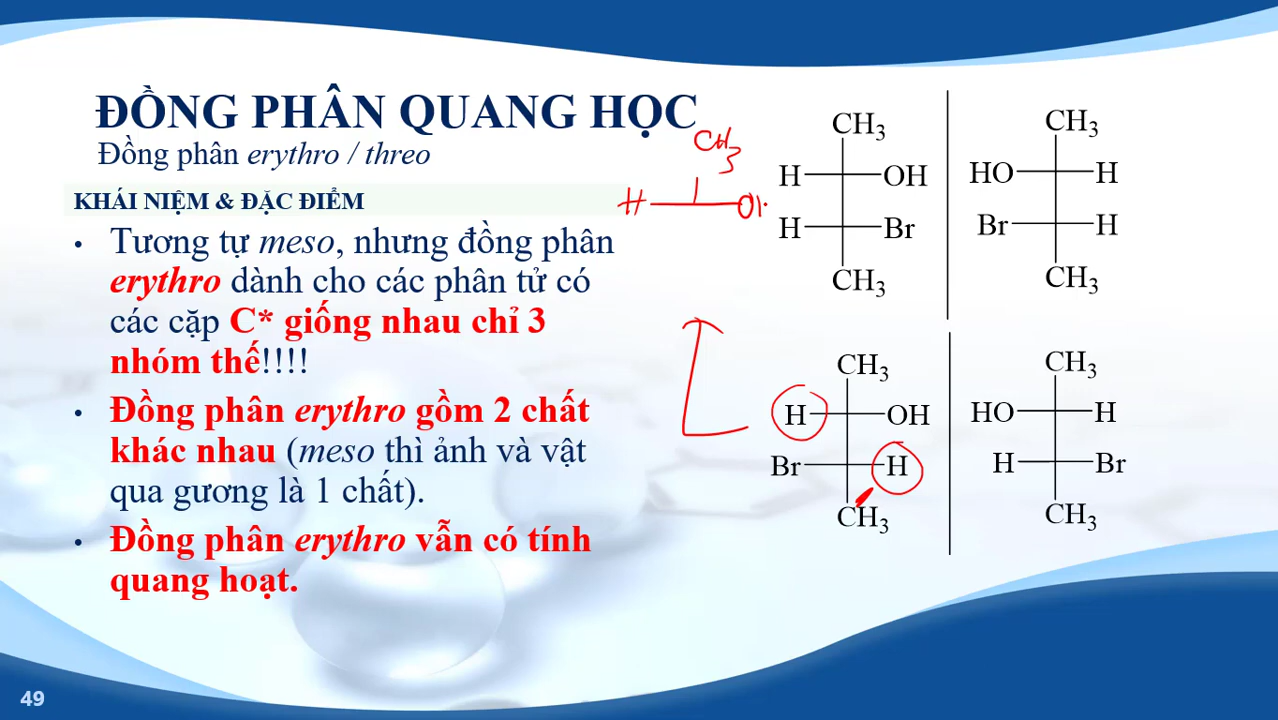 ĐỒNG PHÂN QUANG HỌC
Đồng phân erythro / threo
KHÁI NIỆM & ĐẶC ĐIỂM
• Tương tự meso, nhưng đồng phân
erythro dành cho các phân tử có
các cặp C* giống nhau chỉ 3
nhóm thế!!!!
• Đồng phân erythro gồm 2 chất
khác nhau (meso thì ảnh và vật
qua gương là 1 chất).
• Đồng phân erythro vẫn có tính
quang hoạt.
CH3
H OH
CH3
H OH
H Br
CH3
CH3
HO H
Br H
CH3
CH3
H OH
Br H
CH3
CH3
HO H
H Br
CH3
49